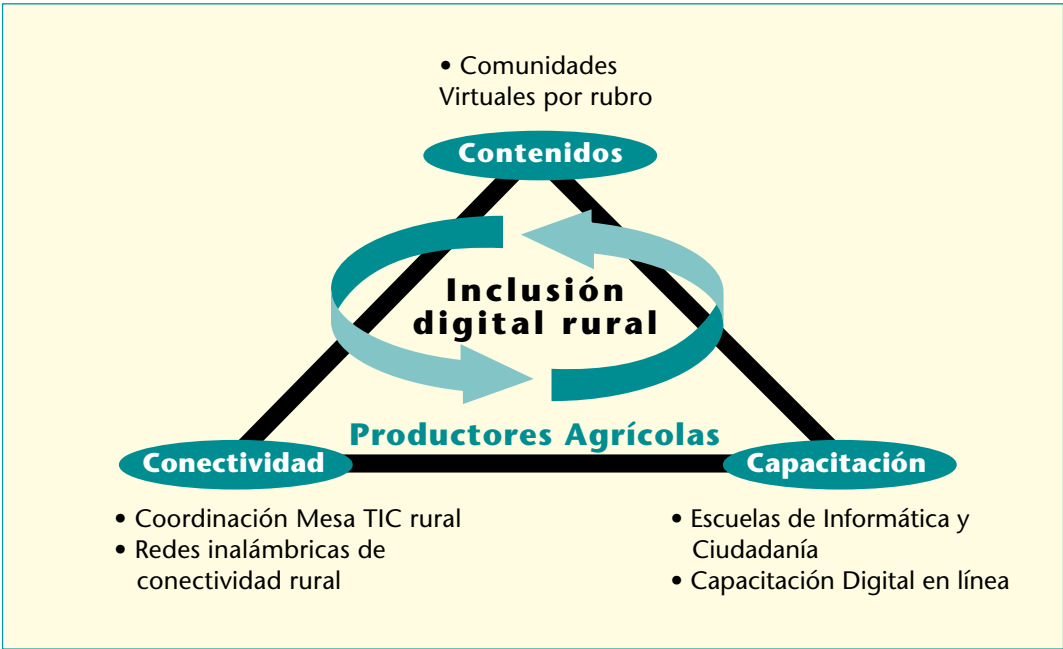 • Comunidades
Virtuales por rubro
Contenidos
Inclusión
digital rural
Productores Agrícolas
Conectividad
Capacitación
• Coordinación Mesa TIC rural
• Redes inalámbricas de
conectividad rural
• Escuelas de Informática y
Ciudadanía
• Capacitación Digital en línea